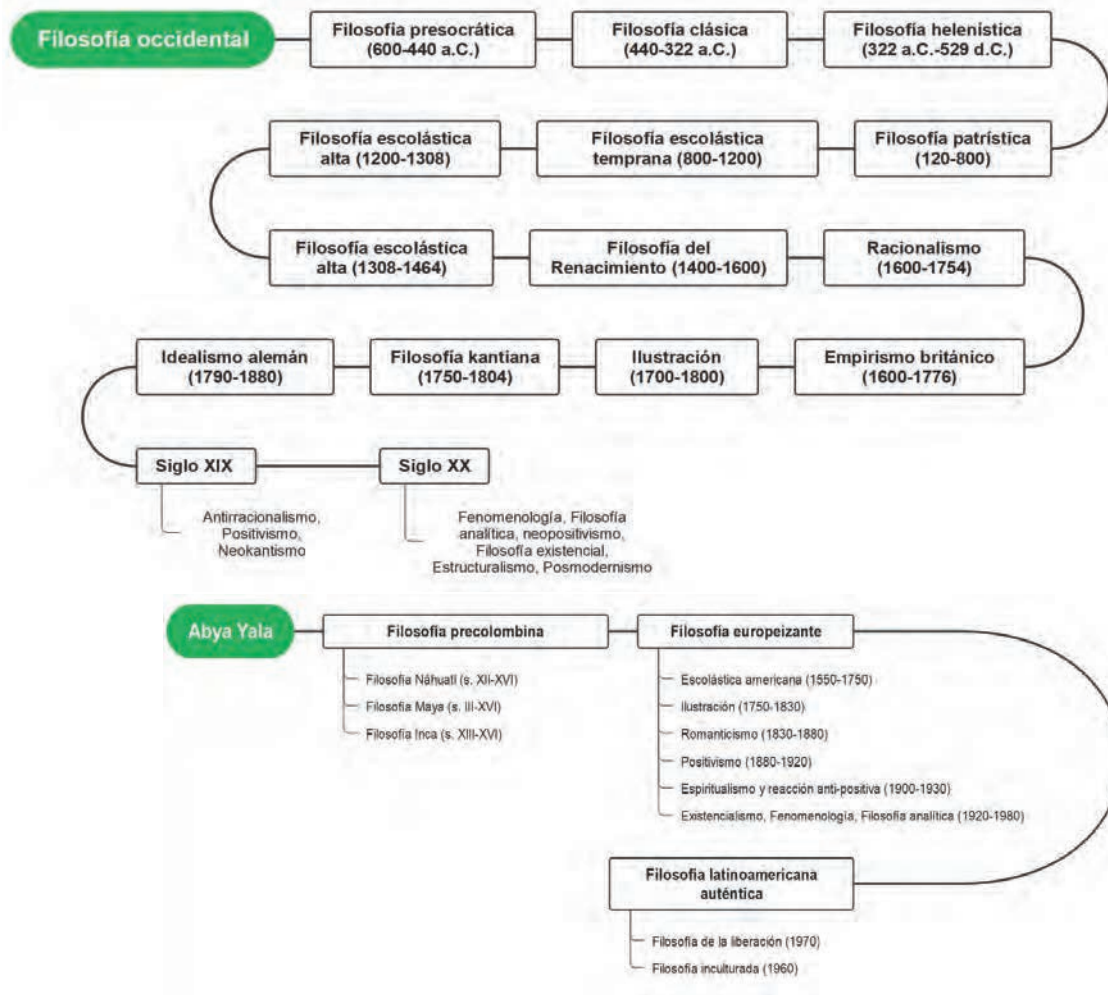 Filosofía occidental
Filosofía presocrática
(600-440 a.C.)
Filosofía clásica
(440-322 a.C.)
Filosofía helenística
(322 a.C.-529 d.C.)
Filosofía patrística
(120-800)
Filosofía escolástica
temprana (800-1200)
Filosofía escolástica
alta (1200-1308)
Filosofía escolástica
alta (1308-1464)
Filosofía del
Renacimiento (1400-1600)
Racionalismo
(1600-1754)
Empirismo británico
(1600-1776)
Ilustración
(1700-1800)
Filosofía kantiana
(1750-1804)
Idealismo alemán
(1790-1880)
Siglo XIX
Antirracionalismo,
Positivismo,
Neokantismo
Siglo XX
Fenomenología, Filosofía
analítica, neopositivismo,
Filosofía existencial,
Estructuralismo, Posmodernismo
Abya Yala
Filosofía precolombina
Filosofía Náhuatl (s. XII-XVI)
Filosofía Maya (s. III-XVI)
Filosofía Inca (s. XIII-XVI)
Filosofía europeizante
Escolástica americana (1550-1750)
Ilustración (1750-1830)
Romanticismo (1830-1880)
Positivismo (1880-1920)
Espiritualismo y reacción anti-positiva (1900-1930)
Existencialismo, Fenomenología, Filosofía analítica (1920-1980)
Filosofía latinoamericana
auténtica
Filosofía de la liberación (1970)
Filosofía inculturada (1960)